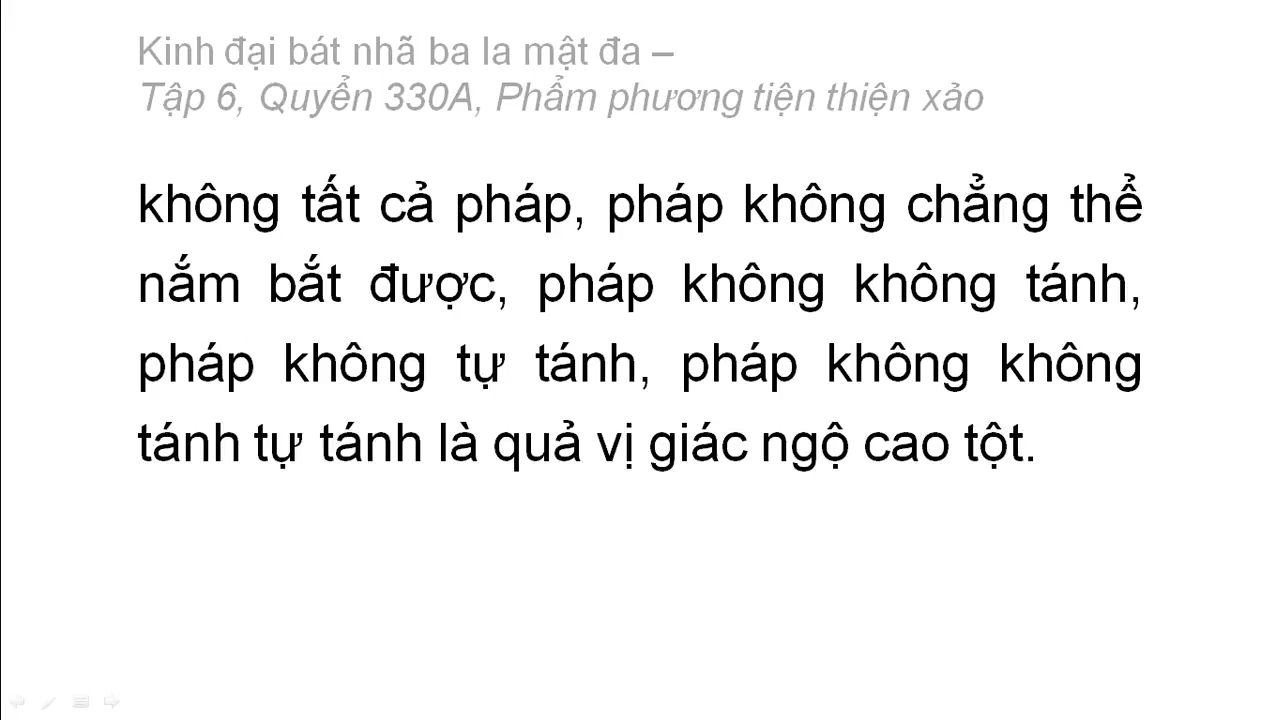 Kinh đại bát nhã ba la mật đa –
Tập 6, Quyển 330A, Phẩm phương tiện thiện xảo
không tất cả pháp, pháp không chẳng thể
nắm bắt được, pháp không không tánh,
pháp không tự tánh, pháp không không
tánh tự tánh là quả vị giác ngộ cao tột.